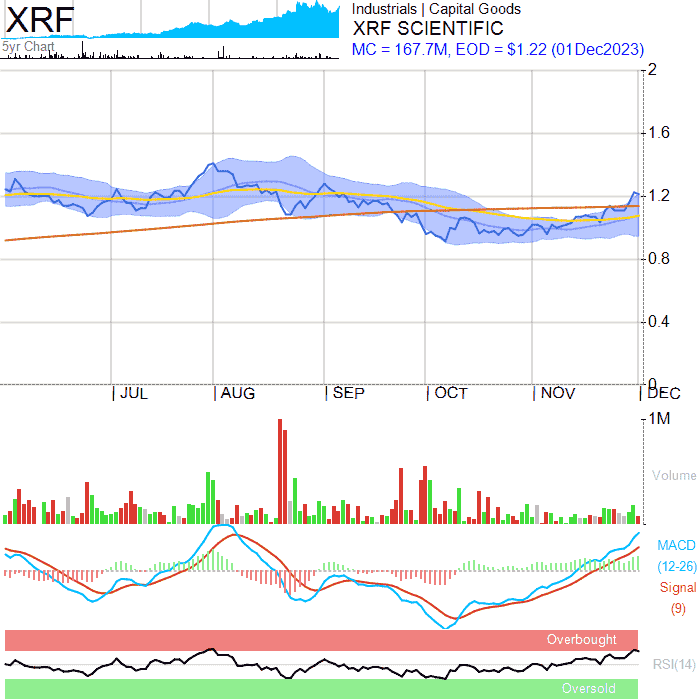 XRF
5yr Chart
Industrials | Capital Goods
XRF SCIENTIFIC
MC = 167.7M, EOD = $1.22 (01Dec2023)
2
1.6
1.2
0.8
0.4
0
JUL AUG SEP OCT NOV DEC
1M
Volume
MACD
(12-26)
Signal
(9)
Overbought
RSI(14)
Oversold